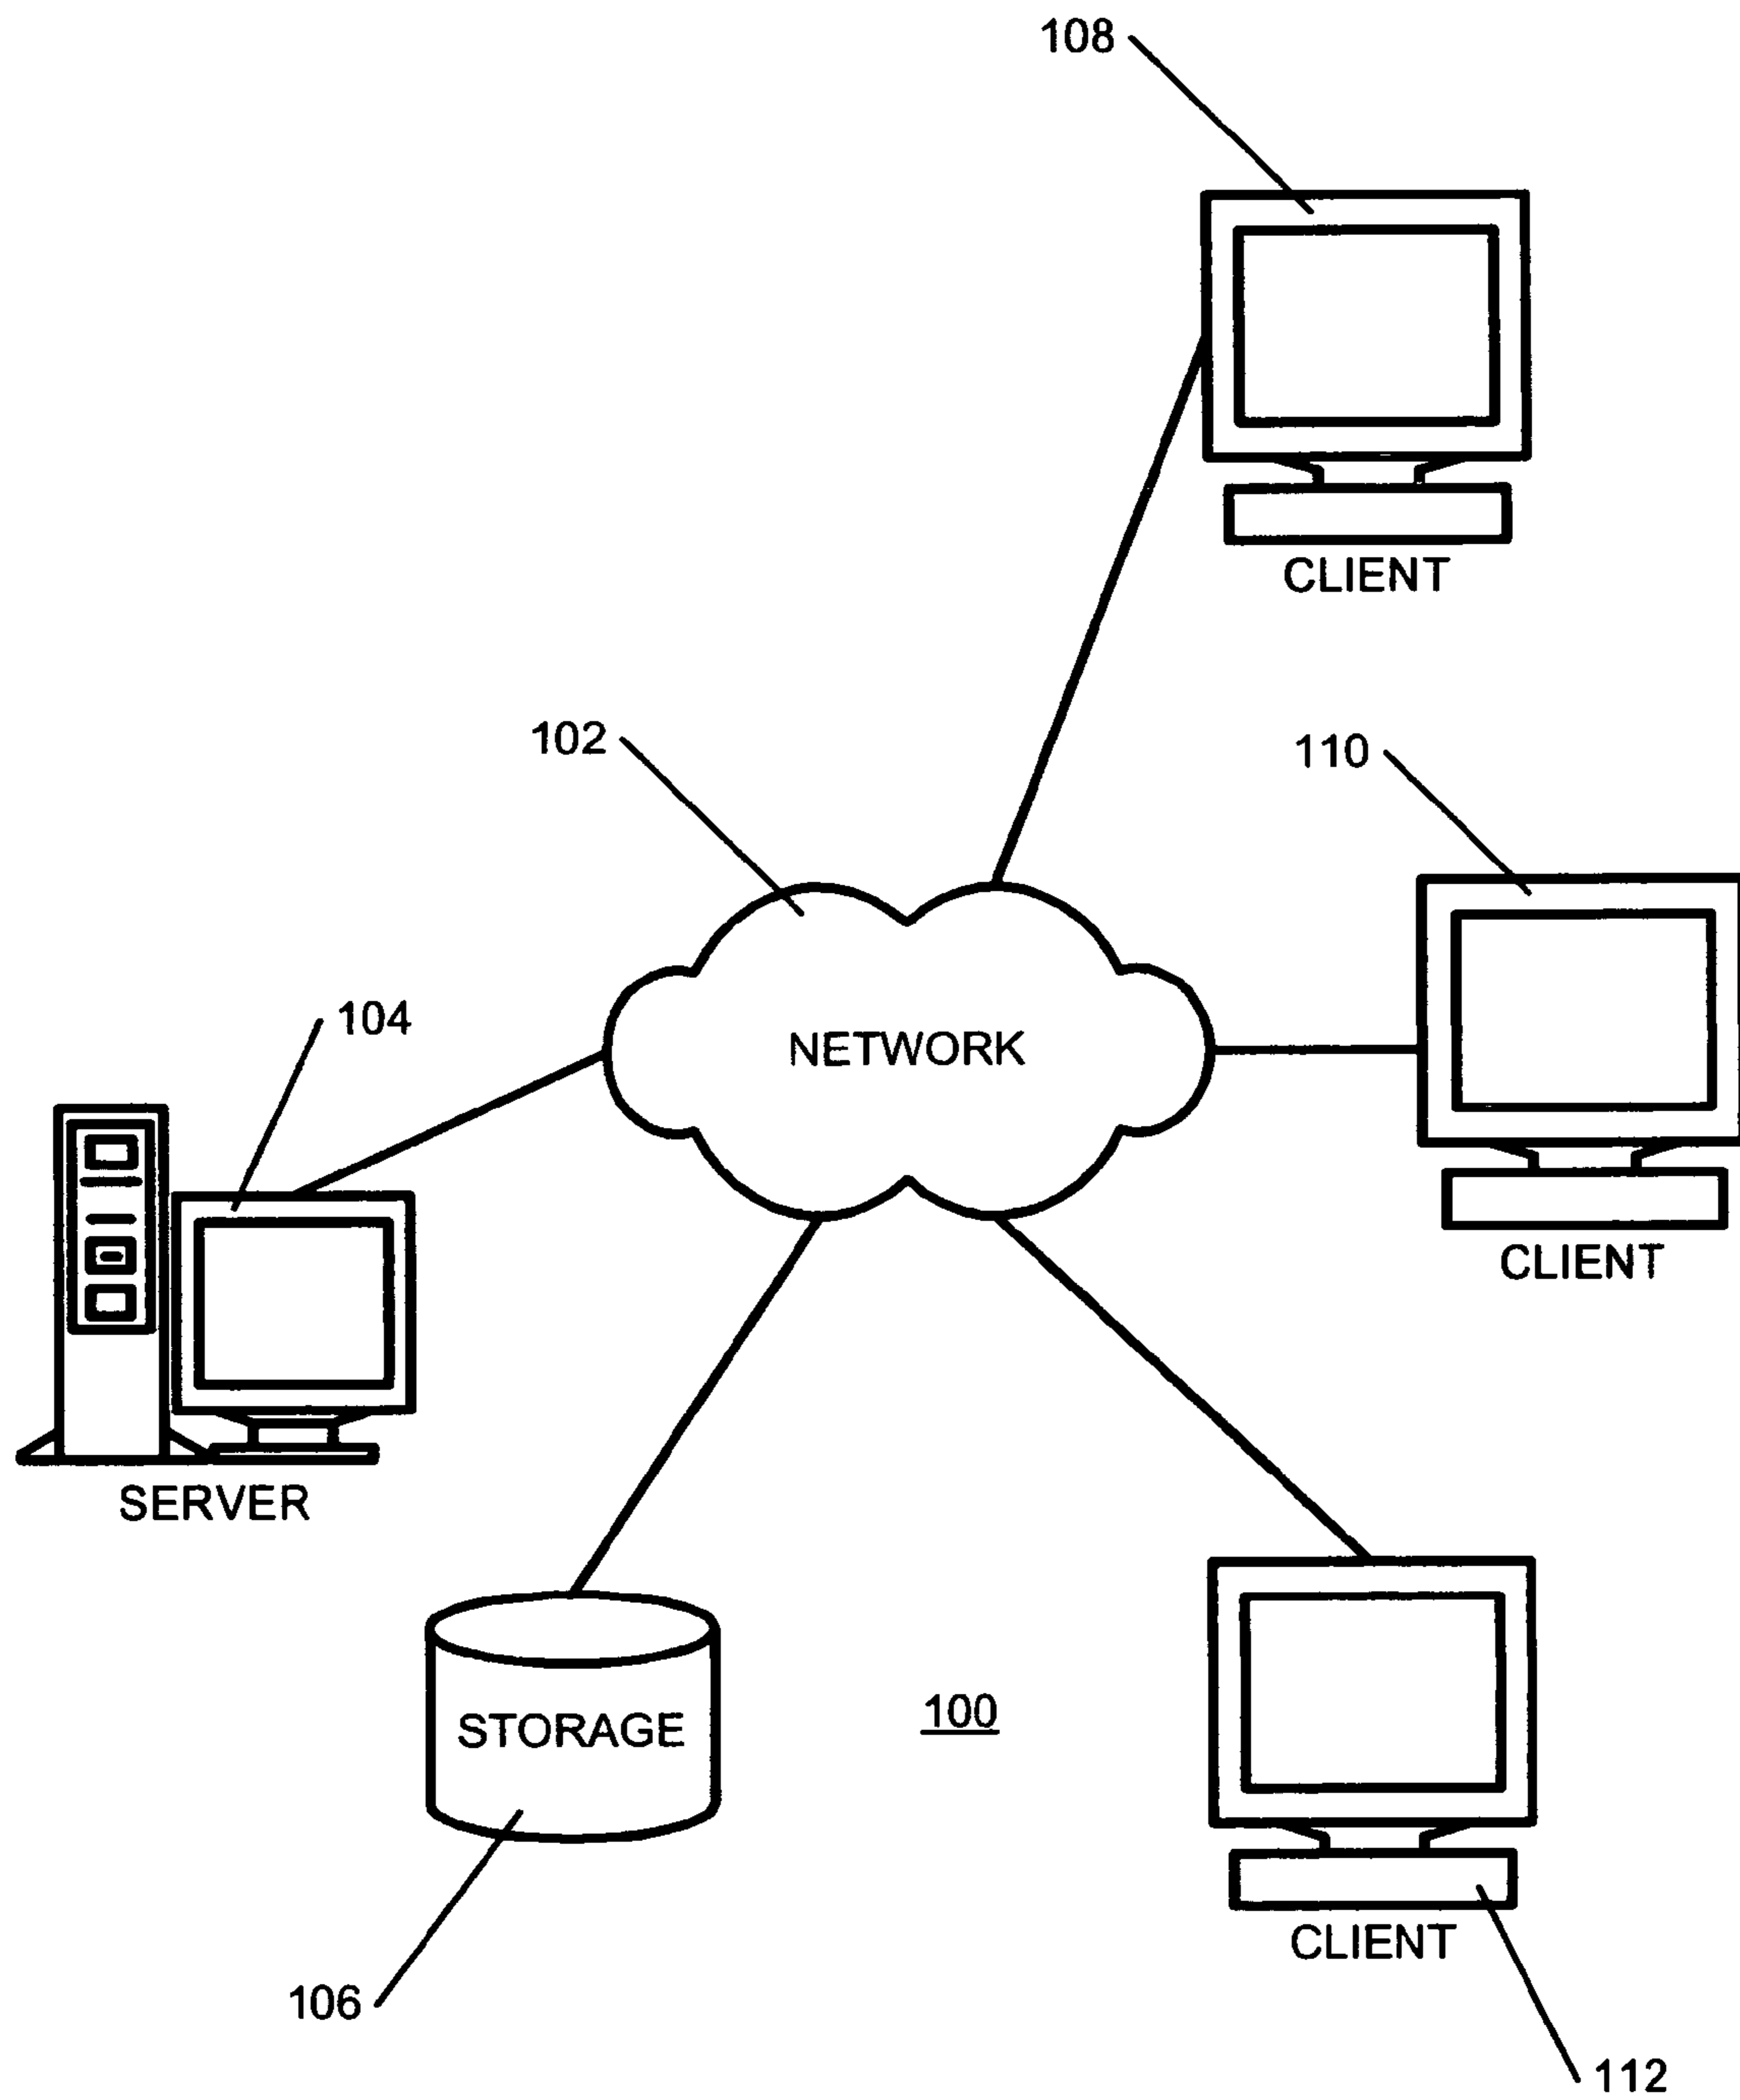 108
CLIENT
102
110
104
NETWORK
CLIENT
SERVER
STORAGE
100
CLIENT
106
112